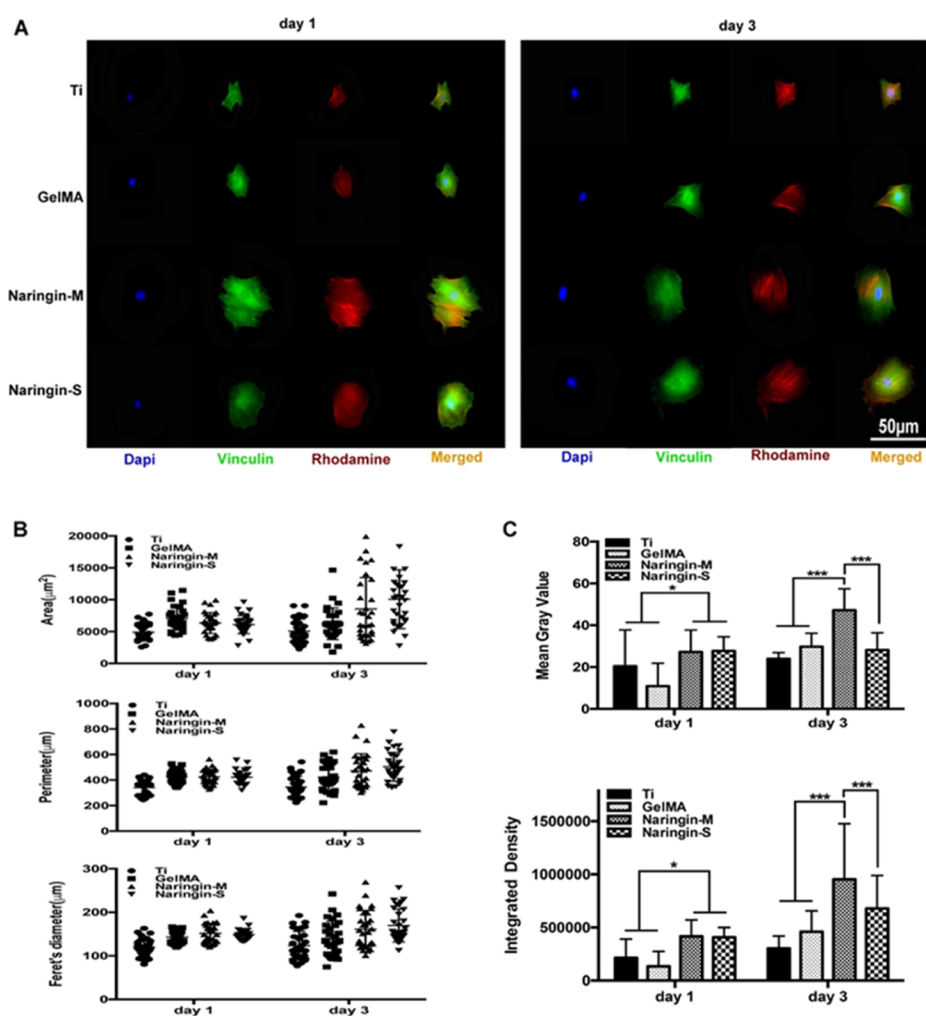 A
day 1
day 3
Ti
GelMA
Naringin-M
Naringin-S
50μm
Dapi Vinculin Rhodamine Merged
Dapi Vinculin Rhodamine Merged
B
Ti
GelMA
Naringin-M
Naringin-S
Area(μm²)
20000
15000
10000
5000
0
day 1 day 3
Ti
GelMA
Naringin-M
Naringin-S
Perimeter(μm)
1000
800
600
400
200
0
day 1 day 3
Ti
GelMA
Naringin-M
Naringin-S
Feret's diameter(μm)
300
200
100
0
day 1 day 3
C
Ti
GelMA
Naringin-M
Naringin-S
Mean Gray Value
80
60
40
20
0
* *** ***
day 1 day 3
Ti
GelMA
Naringin-M
Naringin-S
Integrated Density
1500000
1000000
500000
0
* *** ***
day 1 day 3